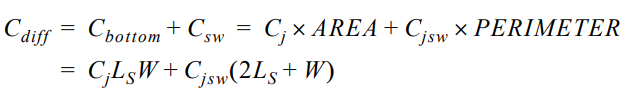 C_diff = C_bottom + C_sw = C_j × AREA + C_jsw × PERIMETER
= C_j L_S W + C_jsw (2L_S + W)